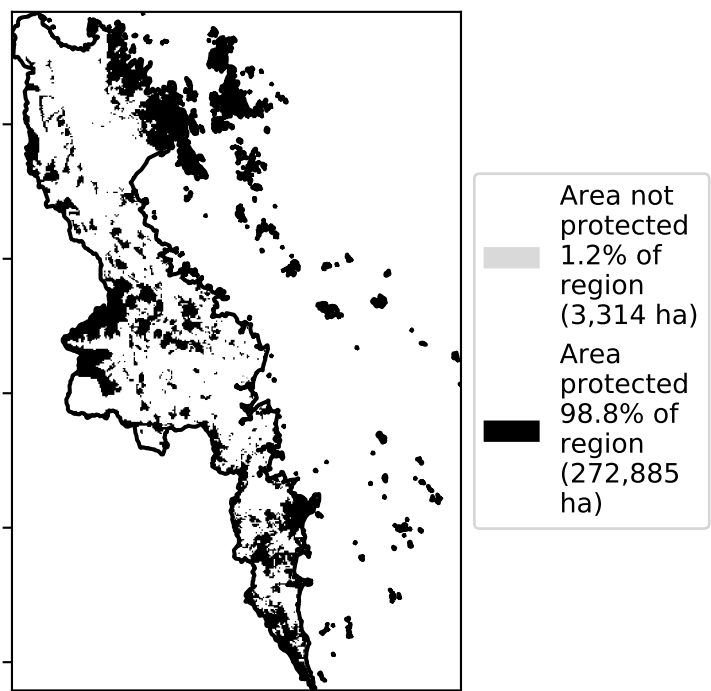 Area not
protected
1.2% of
region
(3,314 ha)
Area
protected
98.8% of
region
(272,885
ha)